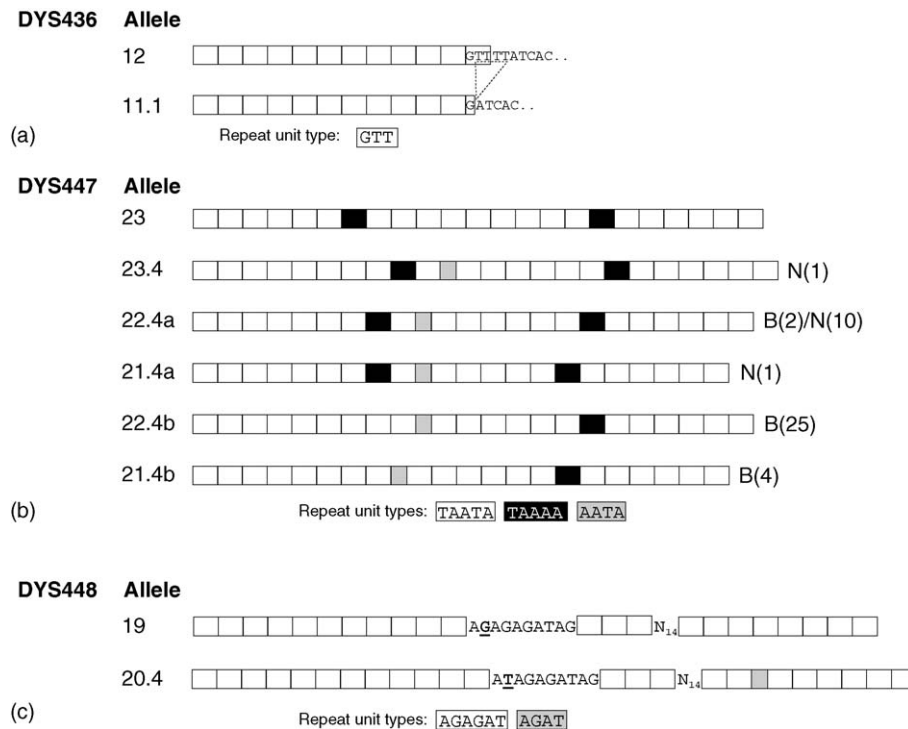 DYS436 Allele
12 GTTTTATCAC..
11.1 GATCAC..
(a) Repeat unit type: GTT
DYS447 Allele
23
23.4 N(1)
22.4a B(2)/N(10)
21.4a N(1)
22.4b B(25)
21.4b B(4)
(b) Repeat unit types: TAATA TAAAA AATA
DYS448 Allele
19 AGAGAGATAG N14
20.4 ATAGAGATAG N14
(c) Repeat unit types: AGAGAT AGAT